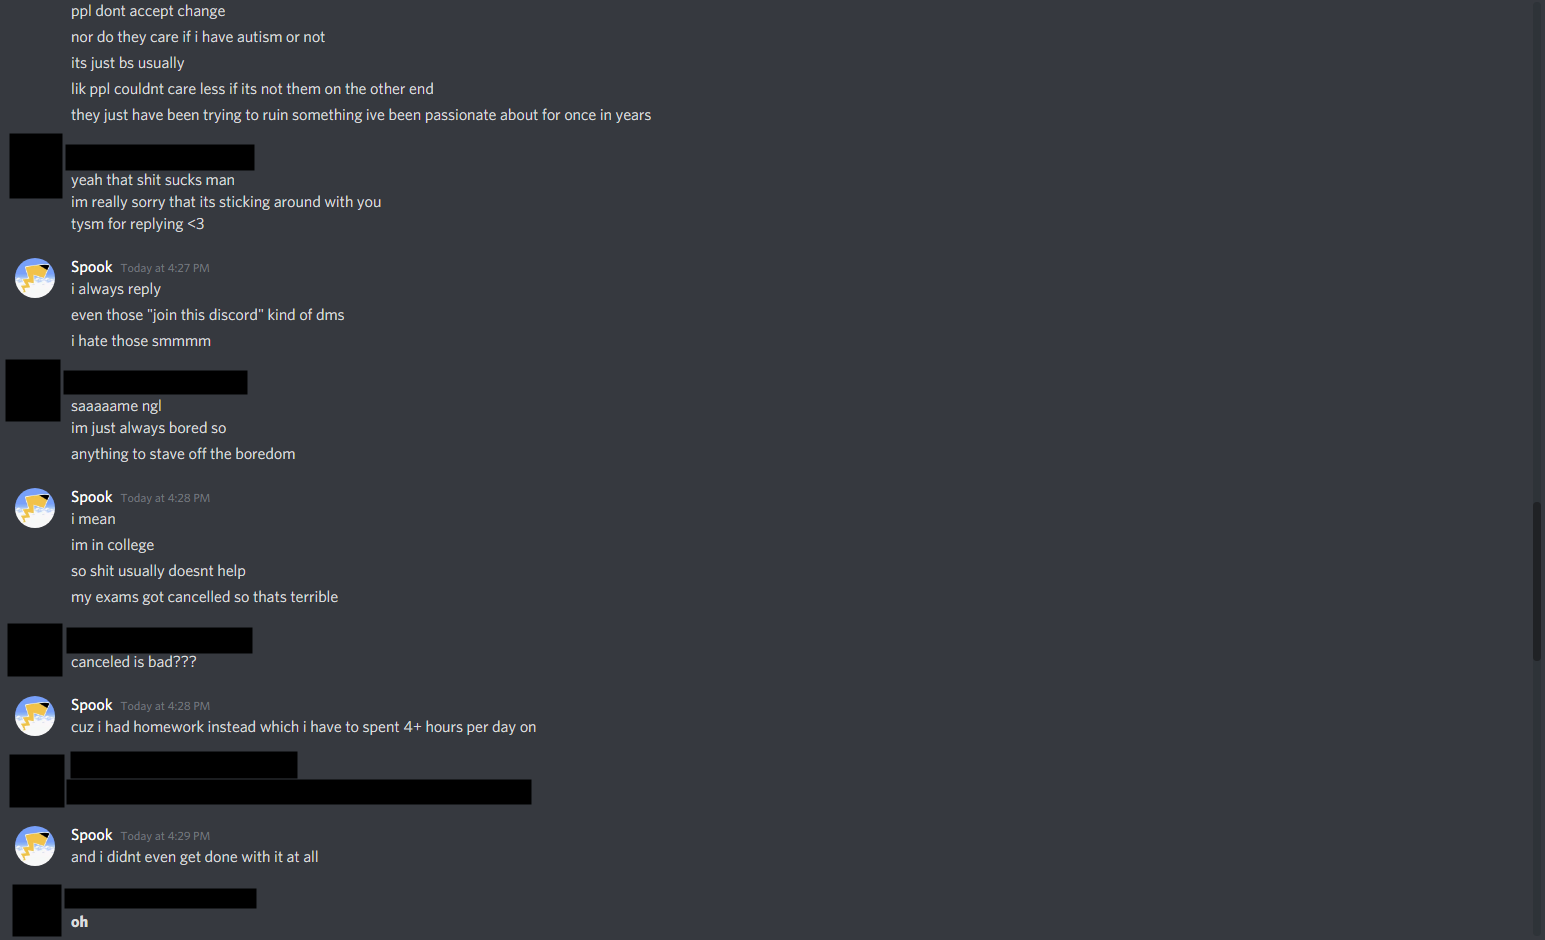 ppl dont accept change
nor do they care if i have autism or not
its just bs usually
lik ppl couldnt care less if its not them on the other end
they just have been trying to ruin something ive been passionate about for once in years
yeah that shit sucks man
im really sorry that its sticking around with you
tysm for replying <3
Spook Today at 4:27 PM
i always reply
even those "join this discord" kind of dms
i hate those smmmm
saaaaame ngl
im just always bored so
anything to stave off the boredom
Spook Today at 4:28 PM
i mean
im in college
so shit usually doesnt help
my exams got cancelled so thats terrible
canceled is bad???
Spook Today at 4:28 PM
cuz i had homework instead which i have to spent 4+ hours per day on
Spook Today at 4:29 PM
and i didnt even get done with it at all
oh